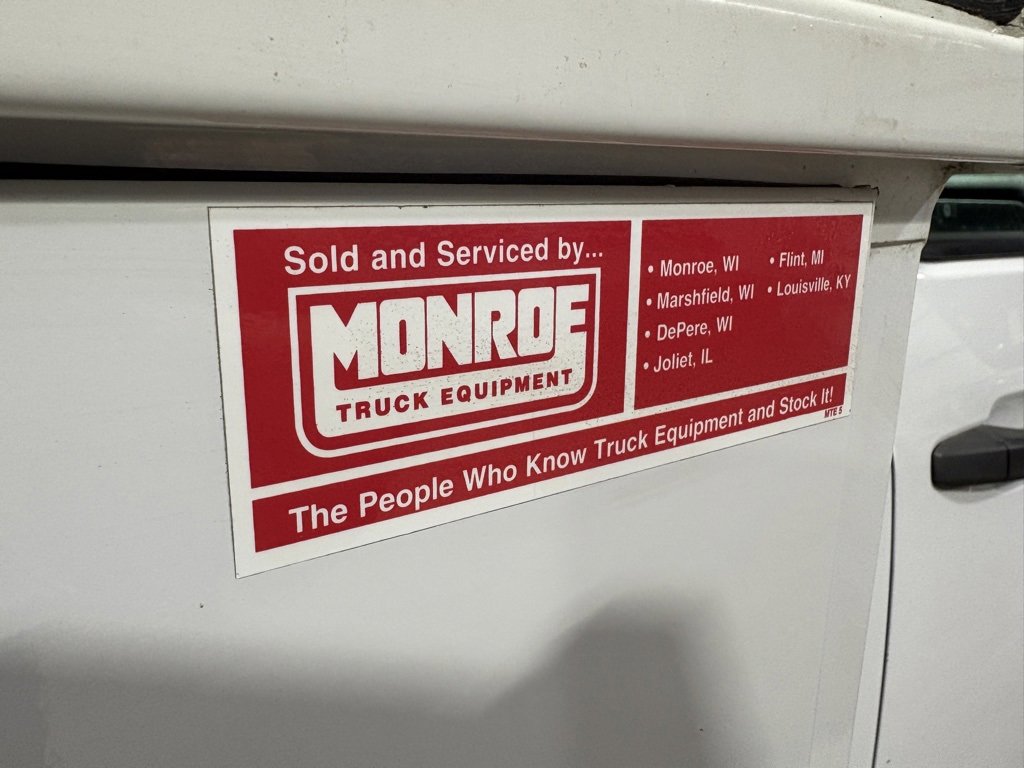 Sold and Serviced by...
MONROE
TRUCK EQUIPMENT
• Monroe, WI
• Marshfield, WI
• DePere, WI
• Joliet, IL
• Flint, MI
• Louisville, KY
The People Who Know Truck Equipment and Stock It!
MTE 5